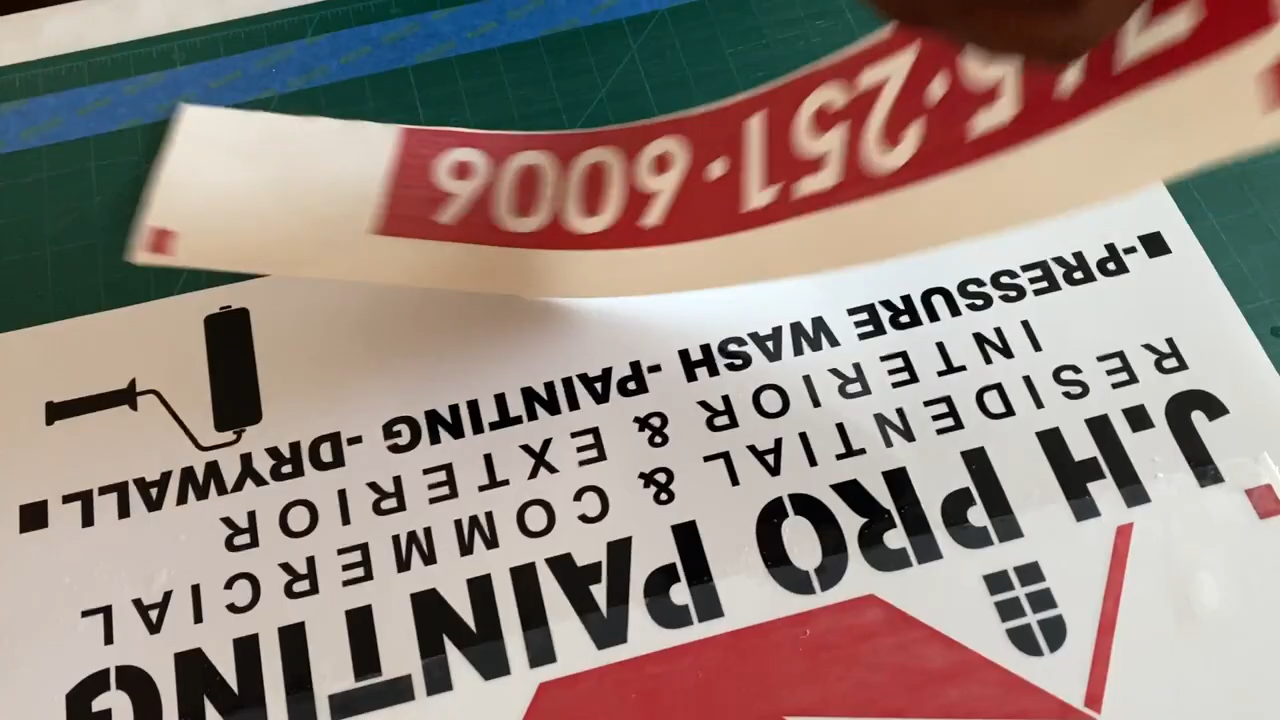 J.H PRO PAINTING
RESIDENTIAL & COMMERCIAL
INTERIOR & EXTERIOR
-PRESSURE WASH -PAINTING -DRYWALL
251·6006